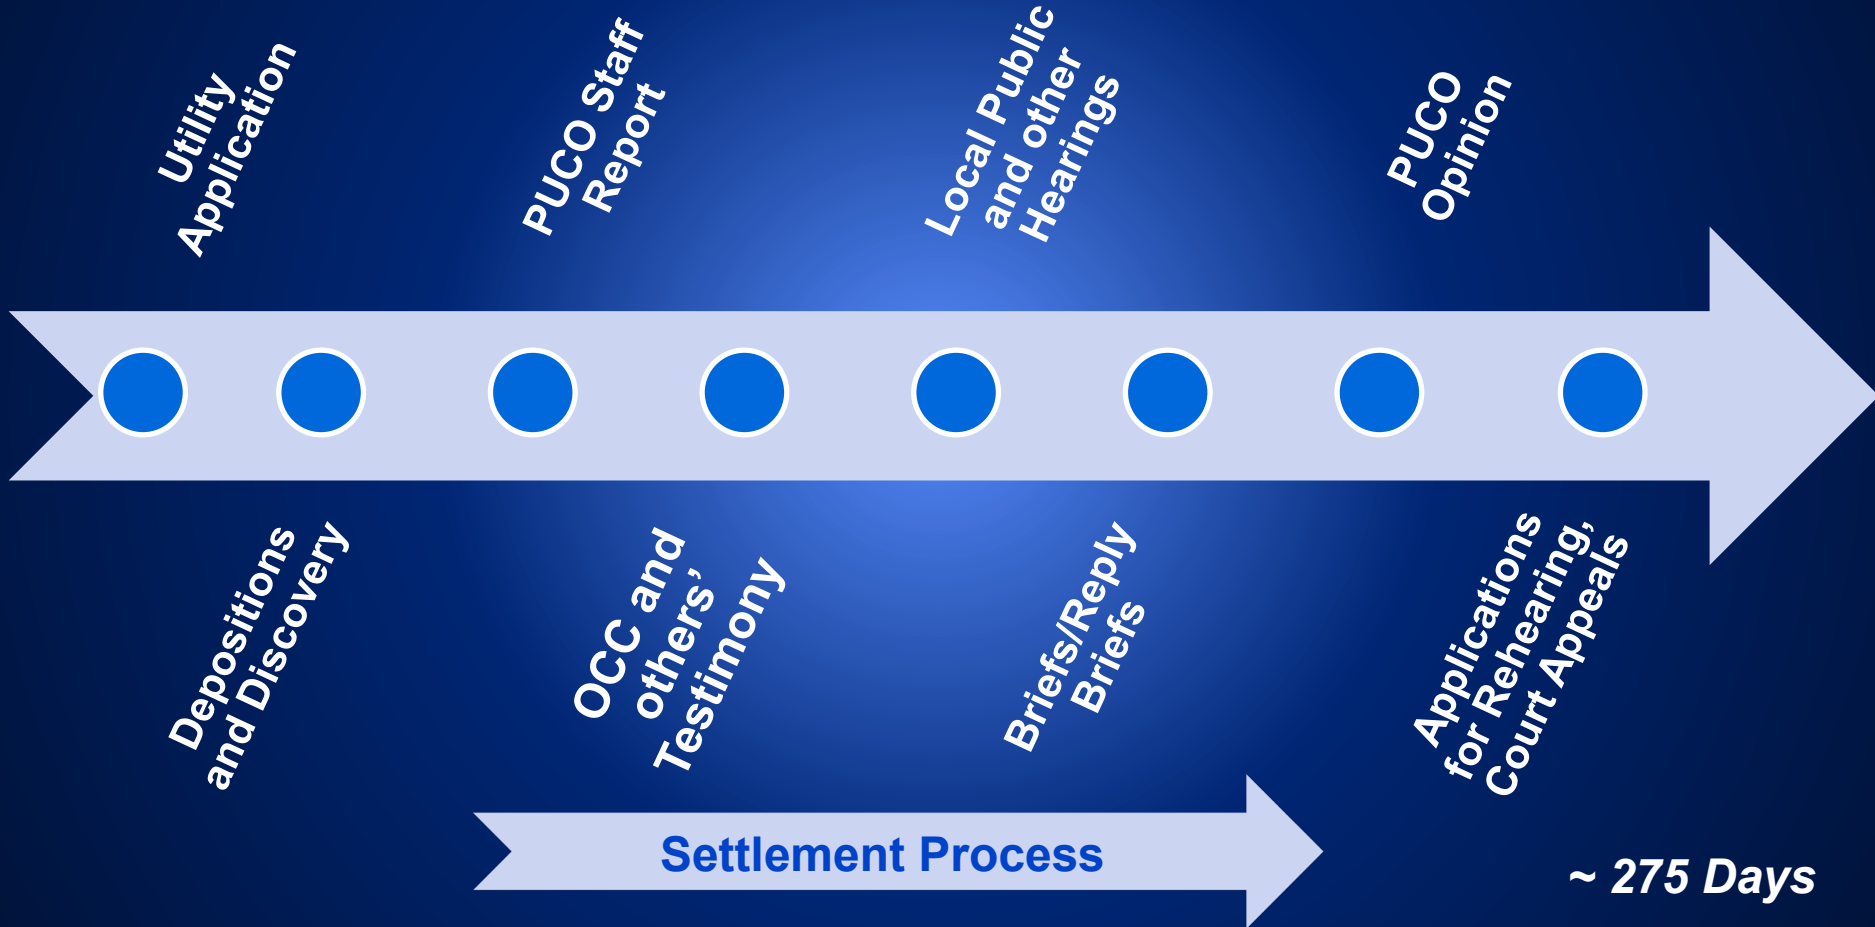 Utility
Application
PUCO Staff
Report
Local Public
and other
Hearings
PUCO
Opinion
Depositions
and Discovery
OCC and
others’
Testimony
Briefs/Reply
Briefs
Applications
for Rehearing,
Court Appeals
Settlement Process
~ 275 Days